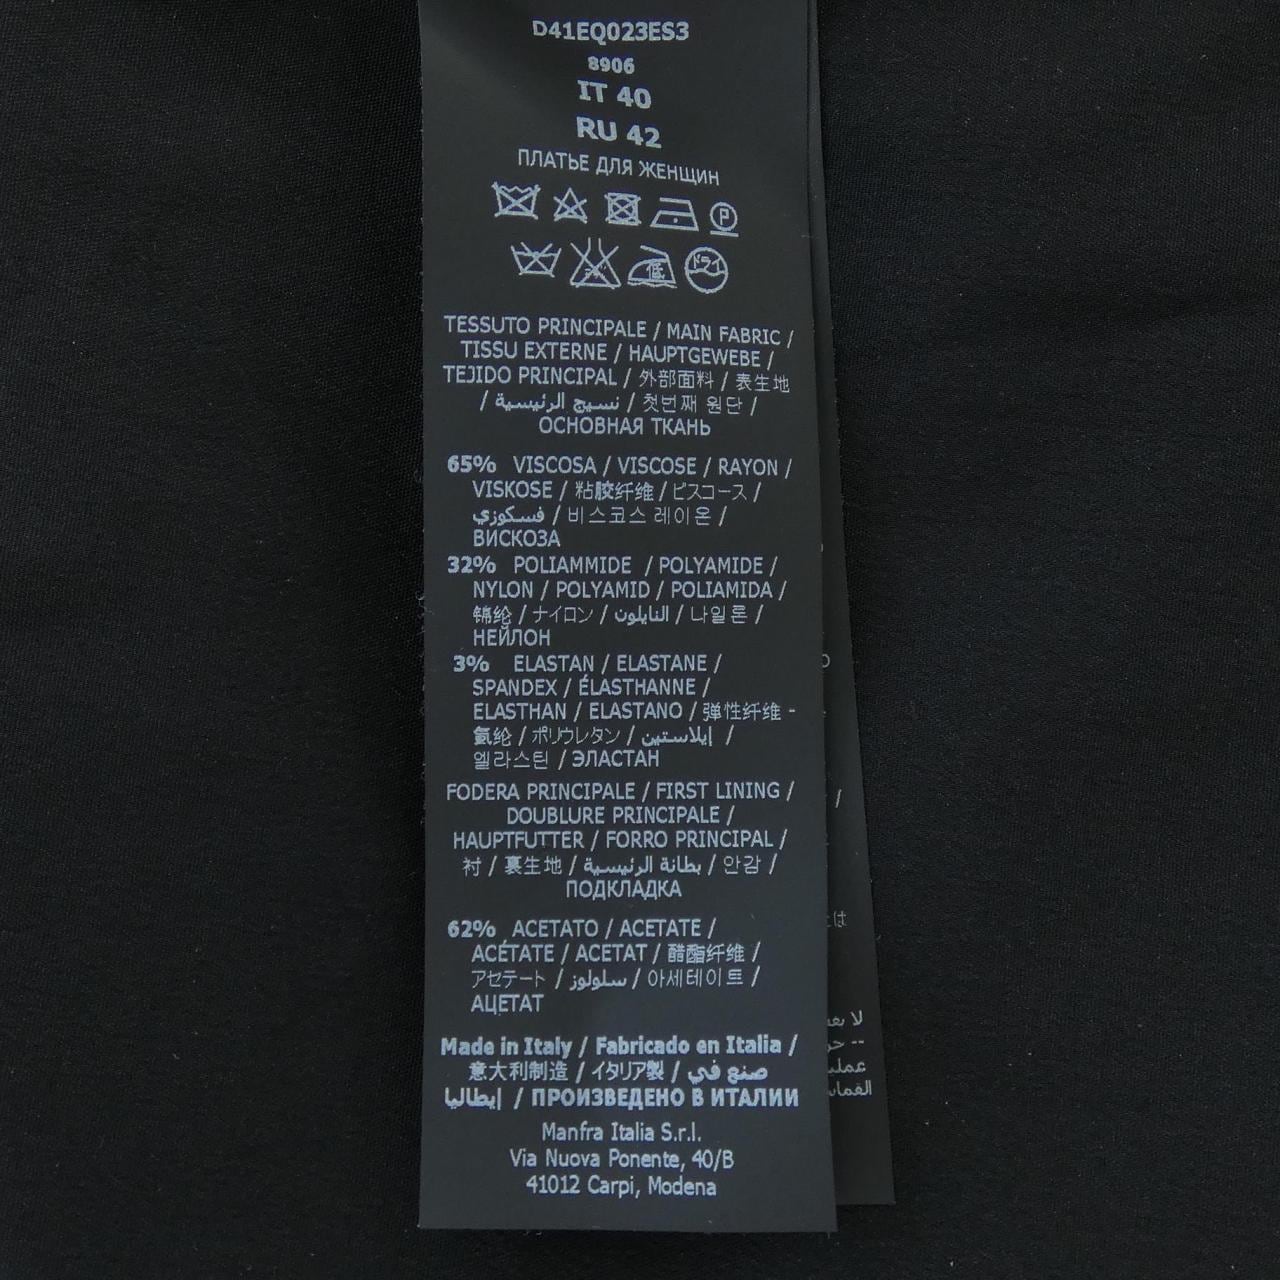 D41EQ023ES3
8906
IT 40
RU 42
ПЛАТЬЕ ДЛЯ ЖЕНЩИН
P
低 ドライ
TESSUTO PRINCIPALE / MAIN FABRIC /
TISSU EXTERNE / HAUPTGEWEBE /
TEJIDO PRINCIPAL / 外部面料 / 表生地
/ نسيج الرئيسية / 첫번째 원단 /
ОСНОВНАЯ ТКАНЬ
65% VISCOSA / VISCOSE / RAYON /
VISKOSE / 粘胶纤维 / ビスコース /
فسكوزي / 비스코스 레이온 /
ВИСКОЗА
32% POLIAMMIDE / POLYAMIDE /
NYLON / POLYAMID / POLIAMIDA /
锦纶 / ナイロン / النايلون / 나일론 /
НЕЙЛОН
3% ELASTAN / ELASTANE /
SPANDEX / ÉLASTHANNE /
ELASTHAN / ELASTANO / 弹性纤维 -
氨纶 / ポリウレタン / إيلاستين /
엘라스틴 / ЭЛАСТАН
FODERA PRINCIPALE / FIRST LINING /
DOUBLURE PRINCIPALE /
HAUPTFUTTER / FORRO PRINCIPAL /
衬 / 裏生地 / بطانة الرئيسية / 안감 /
ПОДКЛАДКА
62% ACETATO / ACETATE /
ACÉTATE / ACETAT / 醋酯纤维 /
アセテート / سلولوز / 아세테이트 /
АЦЕТАТ
Made in Italy / Fabricado en Italia /
意大利制造 / イタリア製 / صنع في
إيطاليا / ПРОИЗВЕДЕНО В ИТАЛИИ
Manfra Italia S.r.l.
Via Nuova Ponente, 40/B
41012 Carpi, Modena